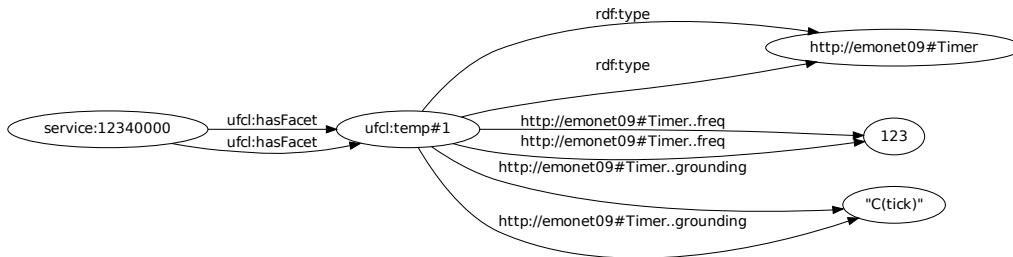 rdf:type
http://emonet09#Timer
rdf:type
service:12340000
ufcl:hasFacet
ufcl:hasFacet
ufcl:temp#1
http://emonet09#Timer..freq
http://emonet09#Timer..freq
123
http://emonet09#Timer..grounding
http://emonet09#Timer..grounding
"C(tick)"